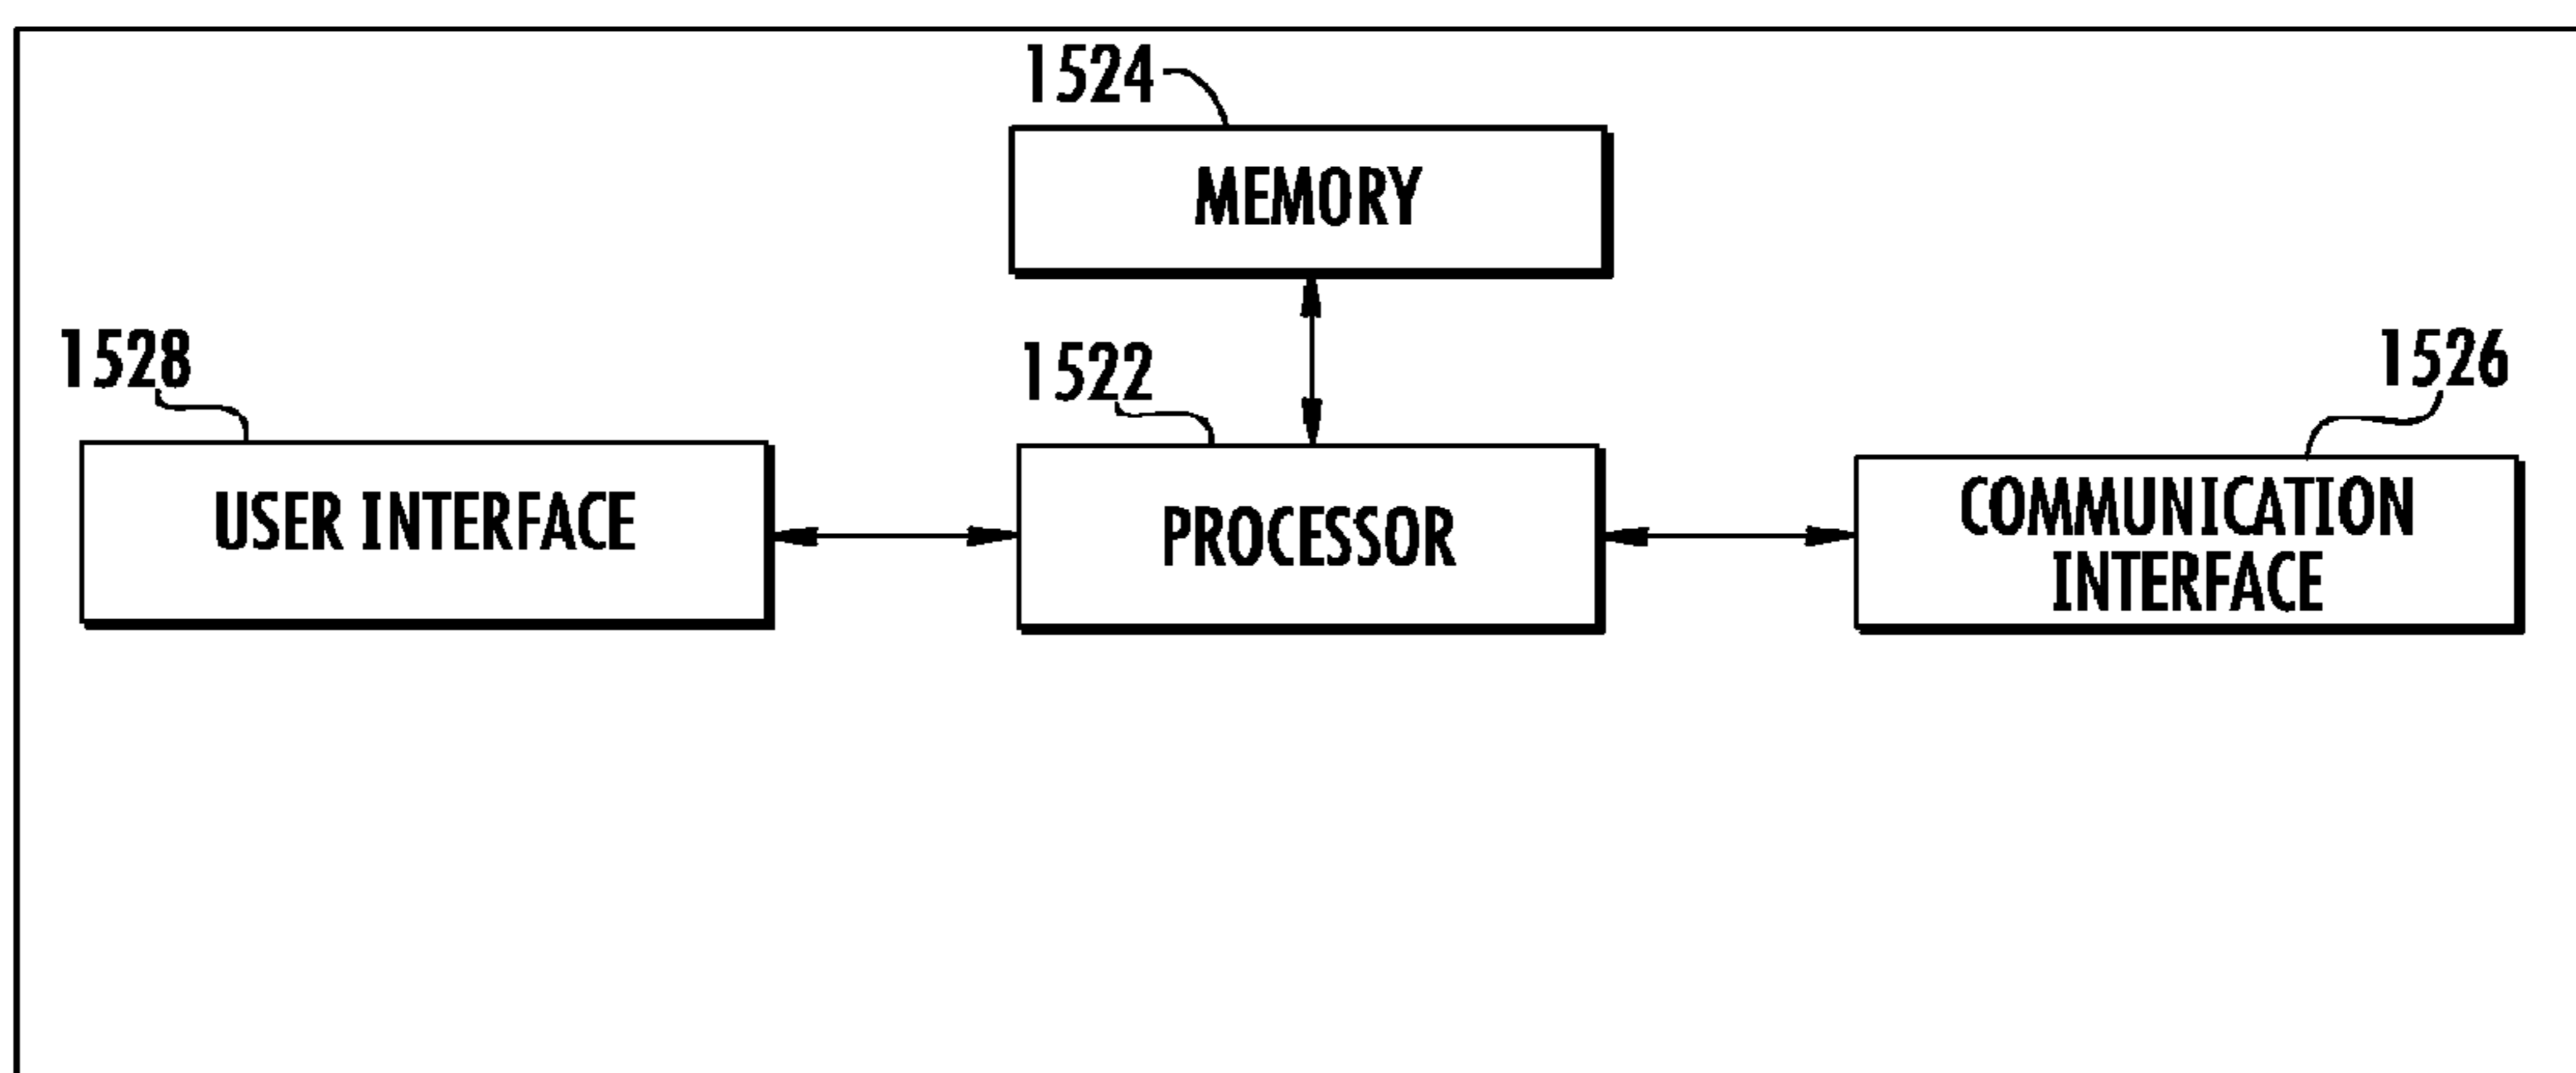 1524
MEMORY
1528
1522
1526
USER INTERFACE
PROCESSOR
COMMUNICATION
INTERFACE